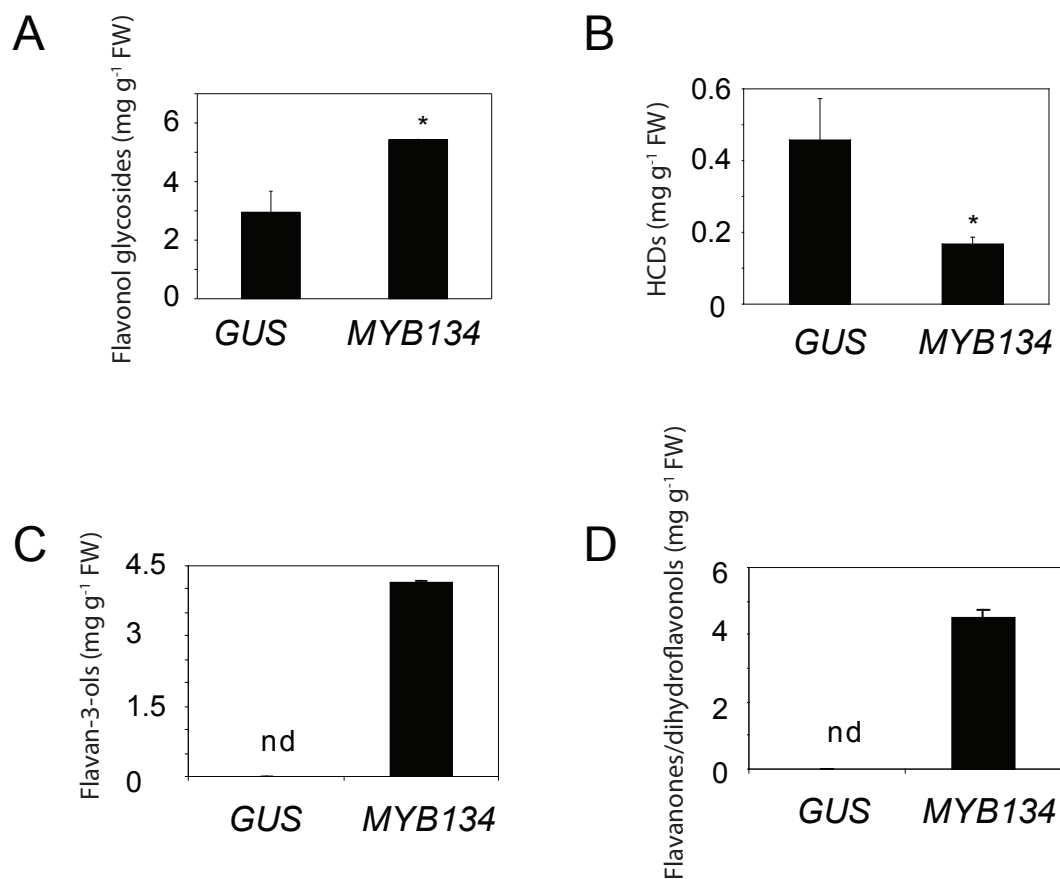 A
Flavonol glycosides (mg g-1 FW)
6
4
2
0
*
GUS MYB134
B
HCDs (mg g-1 FW)
0.6
0.4
0.2
0
*
GUS MYB134
C
Flavan-3-ols (mg g-1 FW)
4.5
3
1.5
0
nd
GUS MYB134
D
Flavanones/dihydroflavonols (mg g-1 FW)
6
4
2
0
nd
GUS MYB134